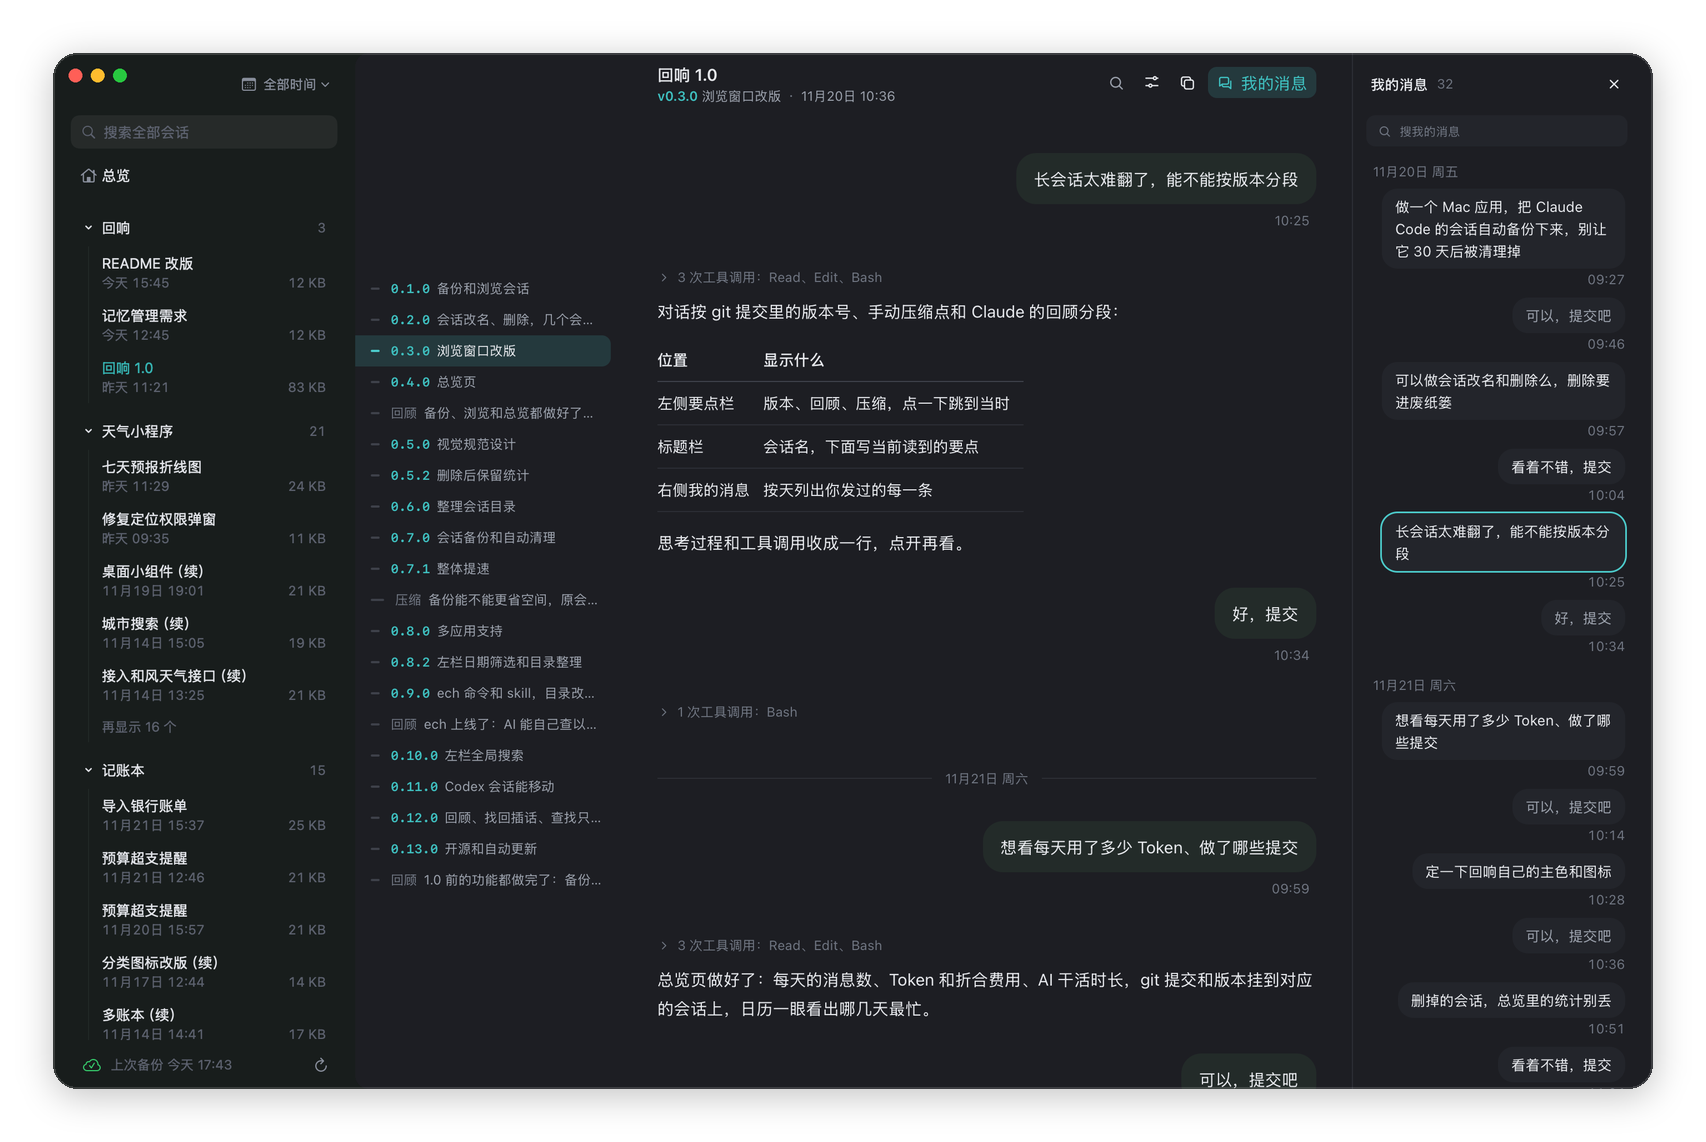 全部时间
搜索全部会话
总览
回响 3
README 改版
今天 15:45 12 KB
记忆管理需求
今天 12:45 12 KB
回响 1.0
昨天 11:21 83 KB
天气小程序 21
七天预报折线图
昨天 11:29 24 KB
修复定位权限弹窗
昨天 09:35 11 KB
桌面小组件 (续)
11月19日 19:01 21 KB
城市搜索 (续)
11月14日 15:05 19 KB
接入和风天气接口 (续)
11月14日 13:25 21 KB
再显示 16 个
记账本 15
导入银行账单
11月21日 15:37 25 KB
预算超支提醒
11月21日 12:46 21 KB
预算超支提醒
11月20日 15:57 21 KB
分类图标改版 (续)
11月17日 12:44 14 KB
多账本 (续)
11月14日 14:41 17 KB
上次备份 今天 17:43
0.1.0 备份和浏览会话
0.2.0 会话改名、删除，几个会...
0.3.0 浏览窗口改版
0.4.0 总览页
回顾 备份、浏览和总览都做好了...
0.5.0 视觉规范设计
0.5.2 删除后保留统计
0.6.0 整理会话目录
0.7.0 会话备份和自动清理
0.7.1 整体提速
压缩 备份能不能更省空间，原会...
0.8.0 多应用支持
0.8.2 左栏日期筛选和目录整理
0.9.0 ech 命令和 skill，目录改...
回顾 ech 上线了：AI 能自己查以...
0.10.0 左栏全局搜索
0.11.0 Codex 会话能移动
0.12.0 回顾、找回插话、查找只...
0.13.0 开源和自动更新
回顾 1.0 前的功能都做完了：备份...
回响 1.0
v0.3.0 浏览窗口改版 · 11月20日 10:36
我的消息
长会话太难翻了，能不能按版本分段
10:25
3 次工具调用：Read、Edit、Bash
对话按 git 提交里的版本号、手动压缩点和 Claude 的回顾分段：
位置 显示什么
左侧要点栏 版本、回顾、压缩，点一下跳到当时
标题栏 会话名，下面写当前读到的要点
右侧我的消息 按天列出你发过的每一条
思考过程和工具调用收成一行，点开再看。
好，提交
10:34
1 次工具调用：Bash
11月21日 周六
想看每天用了多少 Token、做了哪些提交
09:59
3 次工具调用：Read、Edit、Bash
总览页做好了：每天的消息数、Token 和折合费用、AI 干活时长，git 提交和版本挂到对应
的会话上，日历一眼看出哪几天最忙。
可以，提交吧
我的消息 32
搜我的消息
11月20日 周五
做一个 Mac 应用，把 Claude
Code 的会话自动备份下来，别让
它 30 天后被清理掉
09:27
可以，提交吧
09:46
可以做会话改名和删除么，删除要
进废纸篓
09:57
看着不错，提交
10:04
长会话太难翻了，能不能按版本分
段
10:25
好，提交
10:34
11月21日 周六
想看每天用了多少 Token、做了哪
些提交
09:59
可以，提交吧
10:14
定一下回响自己的主色和图标
10:28
可以，提交吧
10:36
删掉的会话，总览里的统计别丢
10:51
看着不错，提交